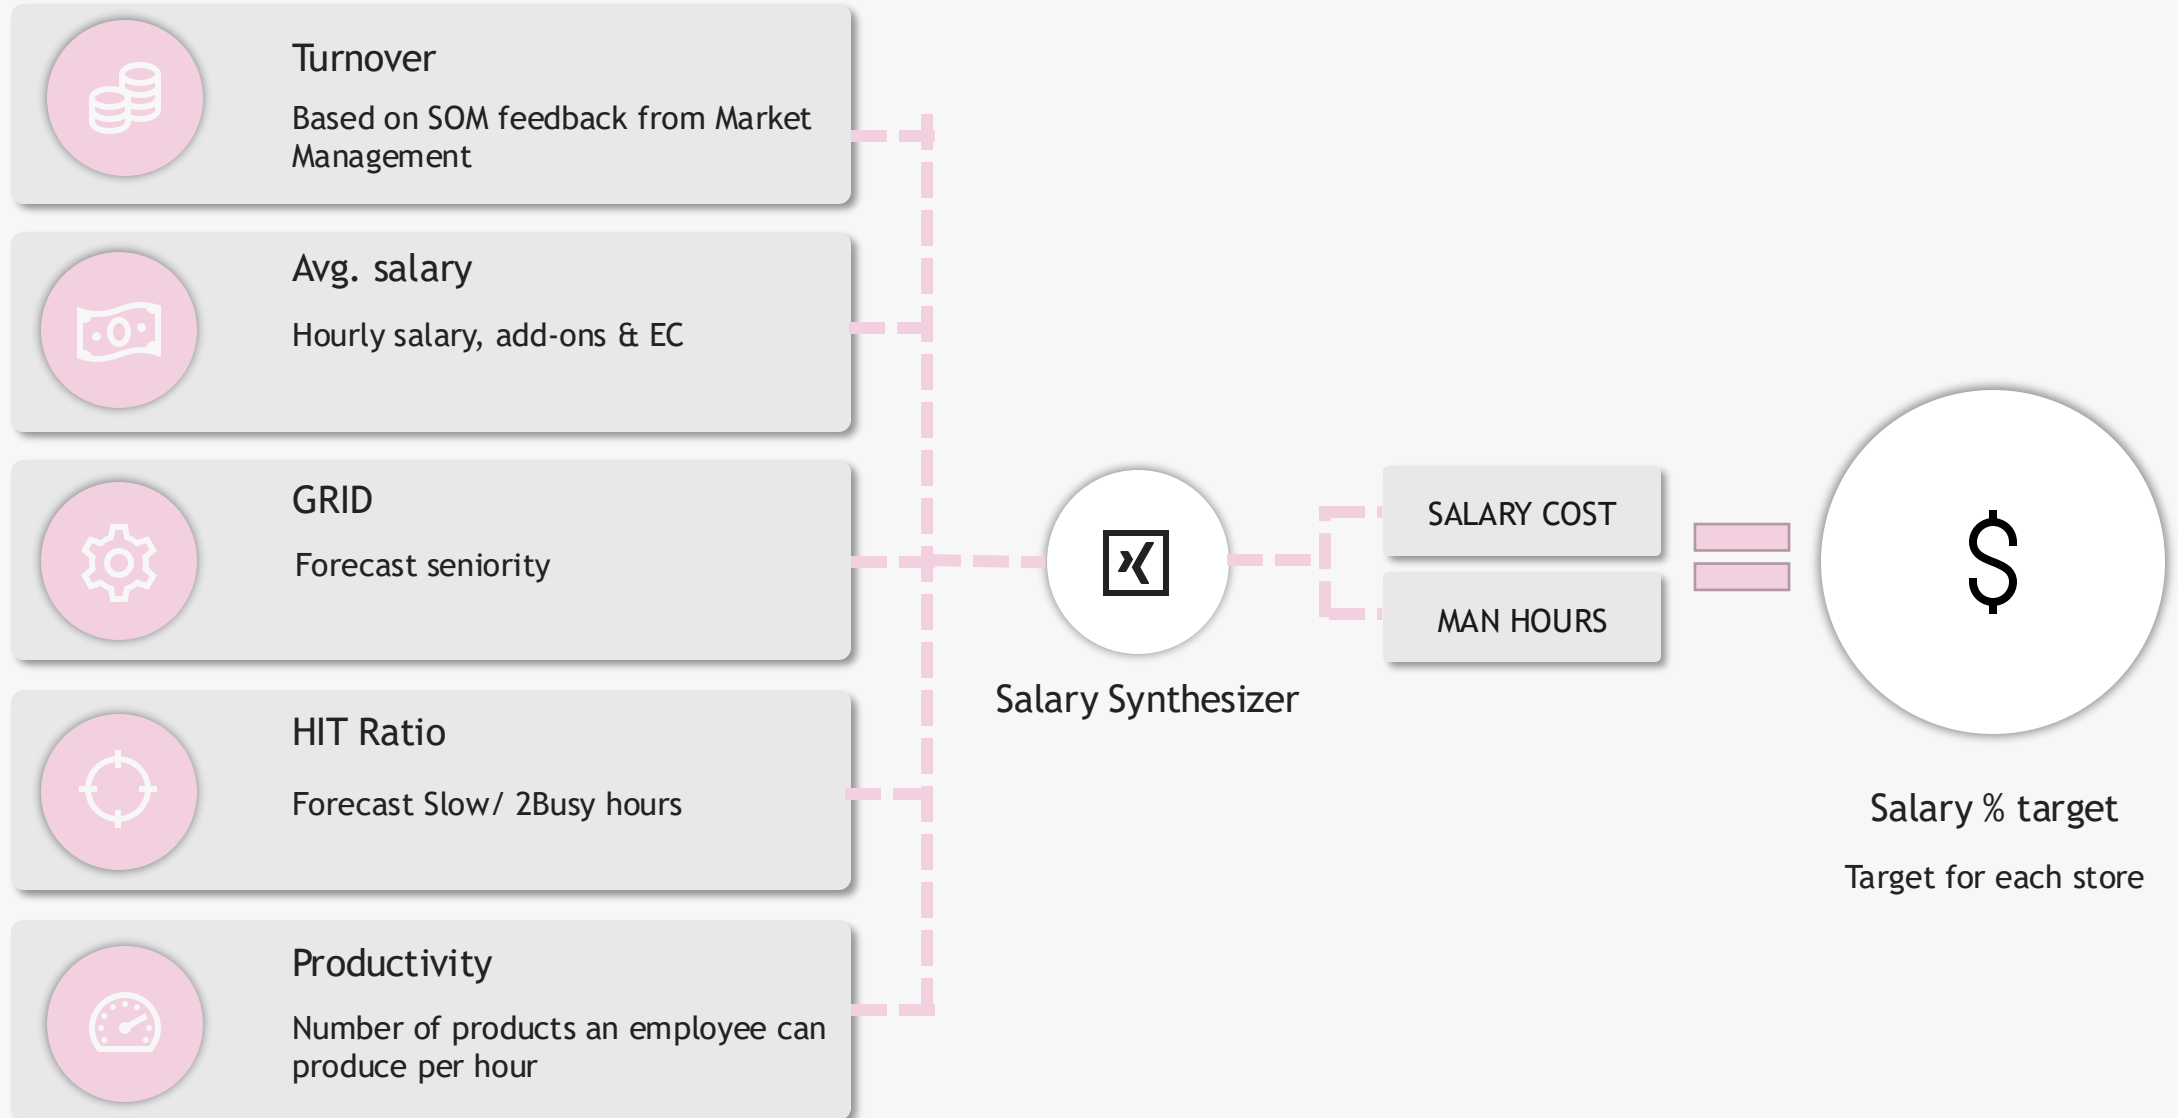 Turnover
Based on SOM feedback from Market
Management
Avg. salary
Hourly salary, add-ons & EC
GRID
Forecast seniority
HIT Ratio
Forecast Slow/ 2Busy hours
Productivity
Number of products an employee can
produce per hour
Salary Synthesizer
SALARY COST
MAN HOURS
Salary % target
Target for each store